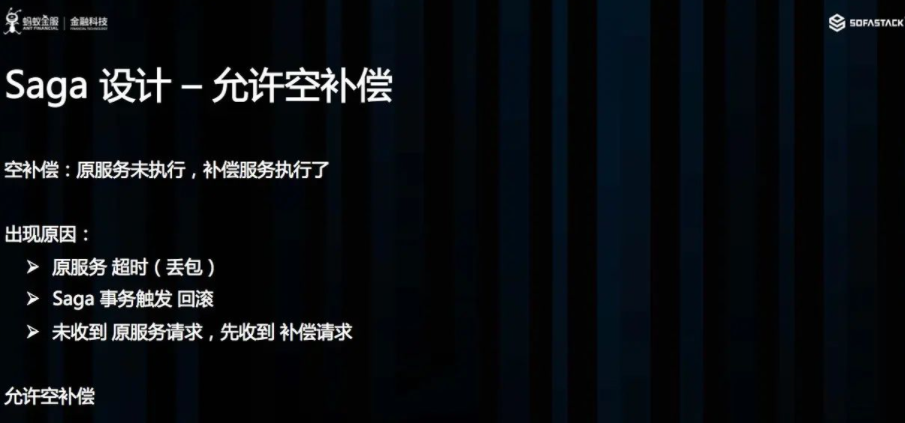 蚂蚁金服 金融科技
ANT FINANCIAL FINANCIAL TECHNOLOGY
SOFASTACK
Saga 设计 – 允许空补偿
空补偿：原服务未执行，补偿服务执行了
出现原因：
➤ 原服务 超时（丢包）
➤ Saga 事务触发 回滚
➤ 未收到 原服务请求，先收到 补偿请求
允许空补偿